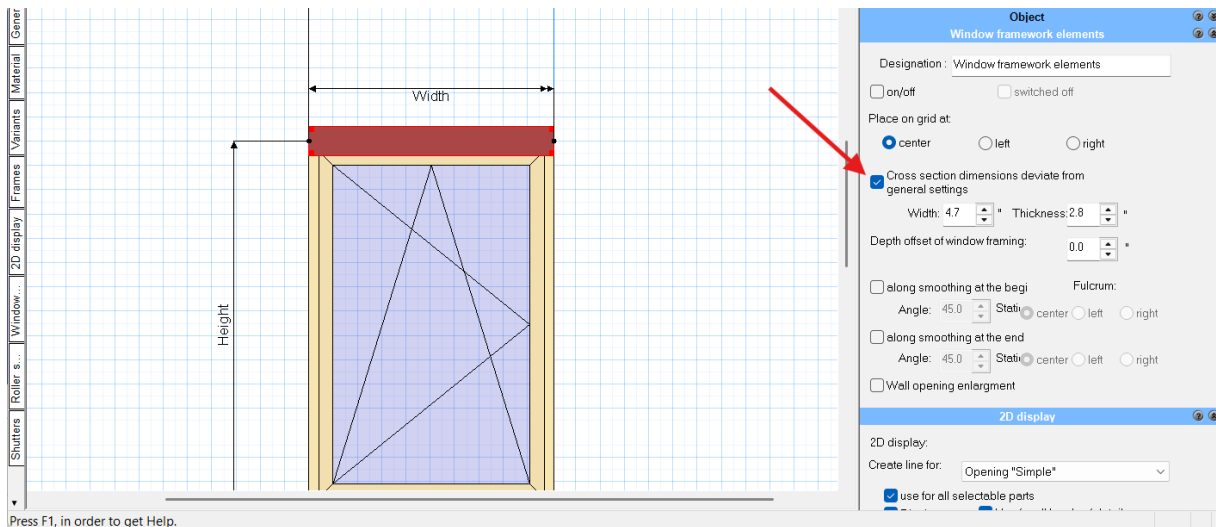 Gener
Material
Variants
Frames
2D display
Window...
Roller s...
Shutters
Width
Height
Object
Window framework elements
Designation : Window framework elements
on/off switched off
Place on grid at:
center left right
Cross section dimensions deviate from
general settings
Width: 4.7 " Thickness: 2.8 "
Depth offset of window framing: 0.0 "
along smoothing at the begi Fulcrum:
Angle: 45.0 Stati center left right
along smoothing at the end
Angle: 45.0 Stati center left right
Wall opening enlargment
2D display
2D display:
Create line for: Opening "Simple"
use for all selectable parts
Press F1, in order to get Help.